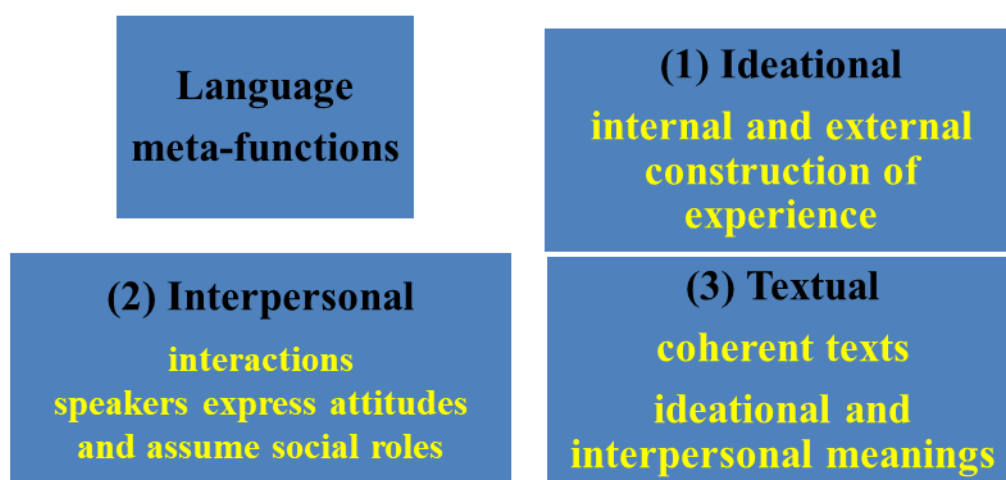 Language
meta-functions
(1) Ideational
internal and external
construction of
experience
(2) Interpersonal
interactions
speakers express attitudes
and assume social roles
(3) Textual
coherent texts
ideational and
interpersonal meanings